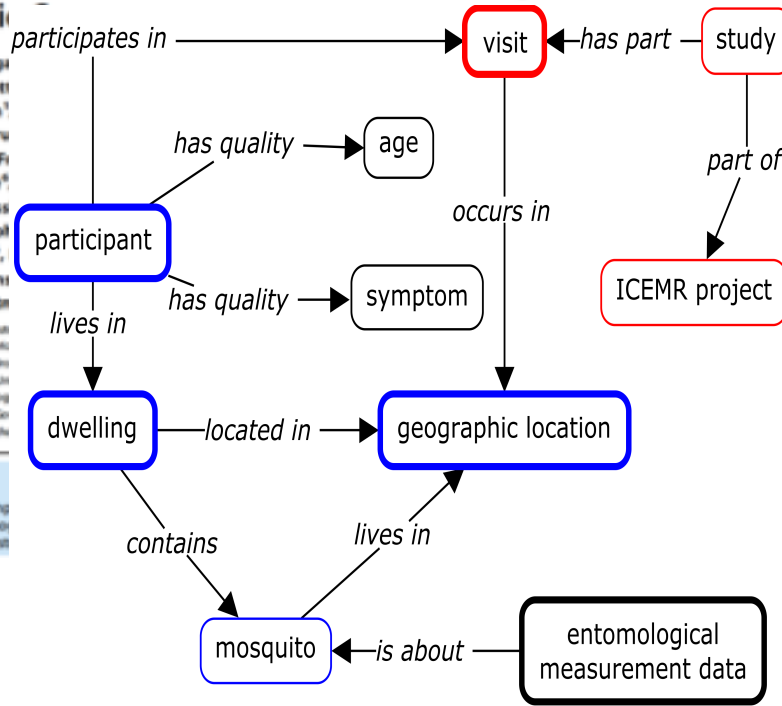 participates in
visit
has part
study
has quality
age
part of
occurs in
participant
has quality
symptom
ICEMR project
lives in
dwelling
located in
geographic location
contains
lives in
mosquito
is about
entomological
measurement data